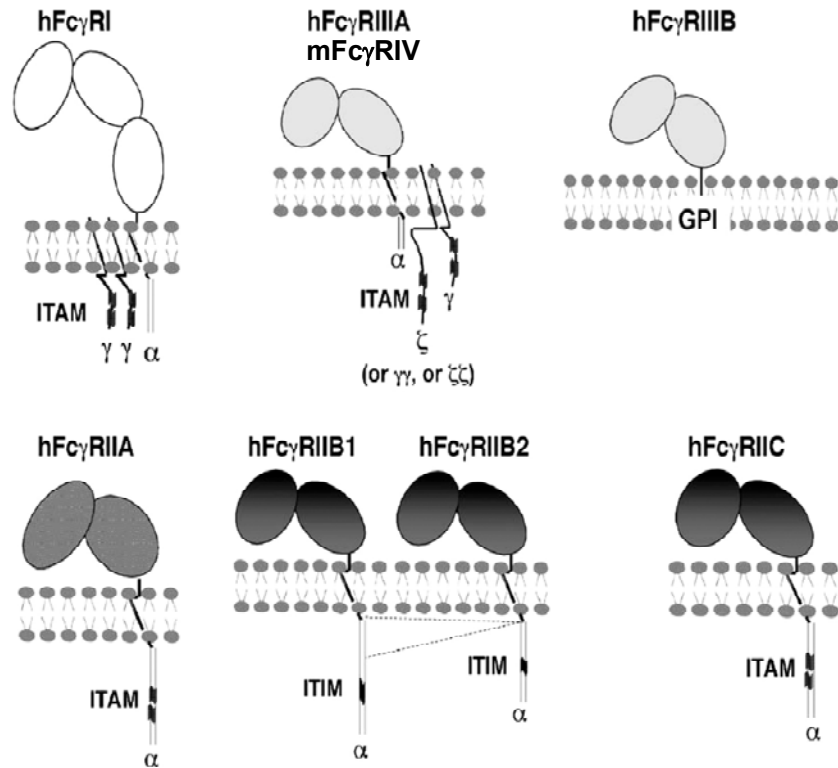 hFcγRI
hFcγRIIIA
mFcγRIV
hFcγRIIIB
ITAM
γ γ α
α
ITAM
γ
ζ
(or γγ, or ζζ)
GPI
hFcγRIIA
hFcγRIIB1
hFcγRIIB2
hFcγRIIC
ITAM
α
ITIM
α
ITIM
α
ITAM
α